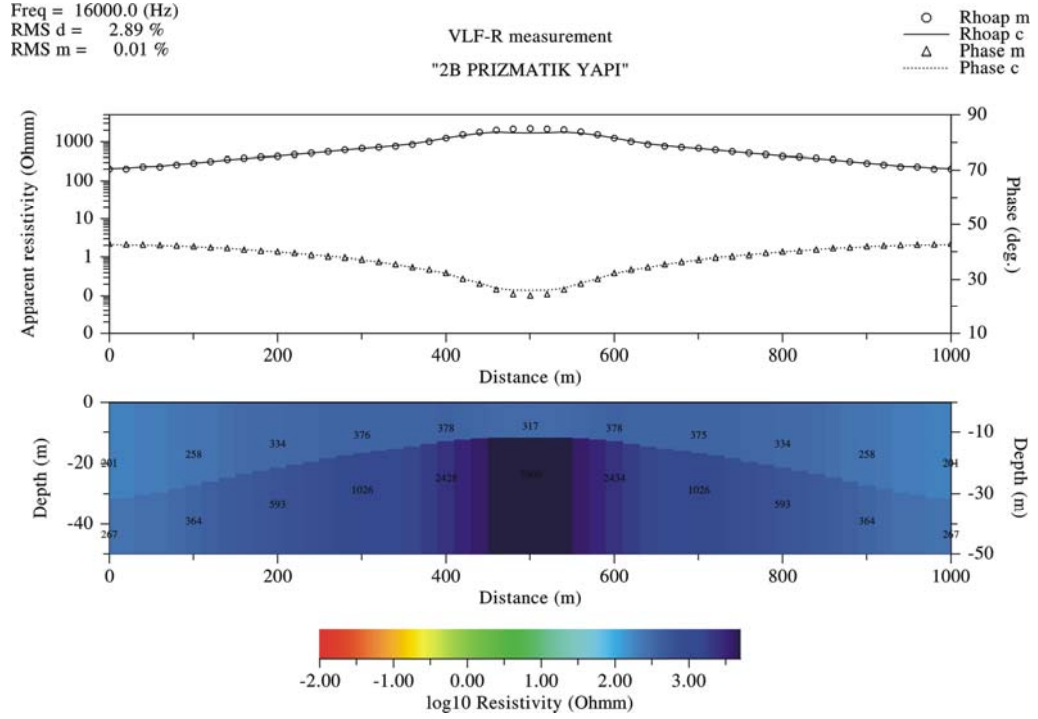 Freq = 16000.0 (Hz)
RMS d = 2.89 %
RMS m = 0.01 %
VLF-R measurement
"2B PRIZMATIK YAPI"
Rhoap m
Rhoap c
Phase m
Phase c
Apparent resistivity (Ohmm)
1000
100
10
1
0
0
90
70
50
30
10
Phase (deg.)
0 200 400 600 800 1000
Distance (m)
Depth (m)
0
-20
-40
-10
-30
-50
Depth (m)
201 258 334 376 378 317 378 375 334 258 201
267 364 593 1026 2428 2434 1026 593 364 267
0 200 400 600 800 1000
Distance (m)
-2.00 -1.00 0.00 1.00 2.00 3.00
log10 Resistivity (Ohmm)